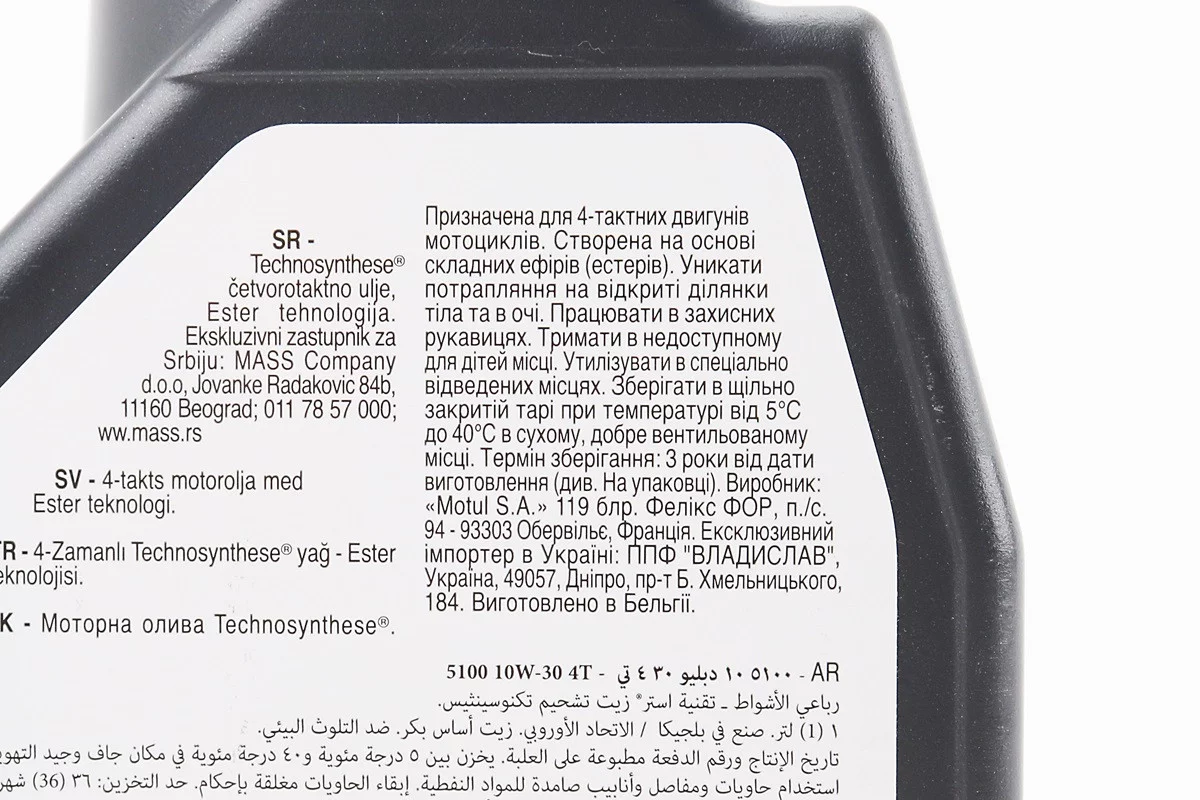 SR -
Technosynthese®
četvorotaktno ulje,
Ester tehnologija.
Ekskluzivni zastupnik za
Srbiju: MASS Company
d.o.o, Jovanke Radakovic 84b,
11160 Beograd; 011 78 57 000;
ww.mass.rs
SV - 4-takts motorolja med
Ester teknologi.
TR - 4-Zamanlı Technosynthese® yağ - Ester
eknolojisi.
K - Моторна олива Technosynthese®.
Призначена для 4-тактних двигунів
мотоциклів. Створена на основі
складних ефірів (естерів). Уникати
потрапляння на відкриті ділянки
тіла та в очі. Працювати в захисних
рукавицях. Тримати в недоступному
для дітей місці. Утилізувати в спеціально
відведених місцях. Зберігати в щільно
закритій тарі при температурі від 5°C
до 40°C в сухому, добре вентильованому
місці. Термін зберігання: 3 роки від дати
виготовлення (див. На упаковці). Виробник:
«Motul S.A.» 119 блр. Фелікс ФОР, п./с.
94 - 93303 Обервільє, Франція. Ексклюзивний
імпортер в Україні: ППФ "ВЛАДИСЛАВ",
Україна, 49057, Дніпро, пр-т Б. Хмельницького,
184. Виготовлено в Бельгії.
AR - ٥١٠٠ ١٠ دبليو ٣٠ ٤ تي - 5100 10W-30 4T
رباعي الأشواط ـ تقنية استر® زيت تشحيم تكنوسينثيس.
١ (1) لتر. صنع في بلجيكا / الاتحاد الأوروبي. زيت أساس بكر. ضد التلوث البيئي.
تاريخ الإنتاج ورقم الدفعة مطبوعة على العلبة. يخزن بين ٥ درجة مئوية و٤٠ درجة مئوية في مكان جاف وجيد التهوي
استخدام حاويات ومفاصل وأنابيب صامدة للمواد النفطية. إبقاء الحاويات مغلقة بإحكام. حد التخزين: ٣٦ (36) شهر